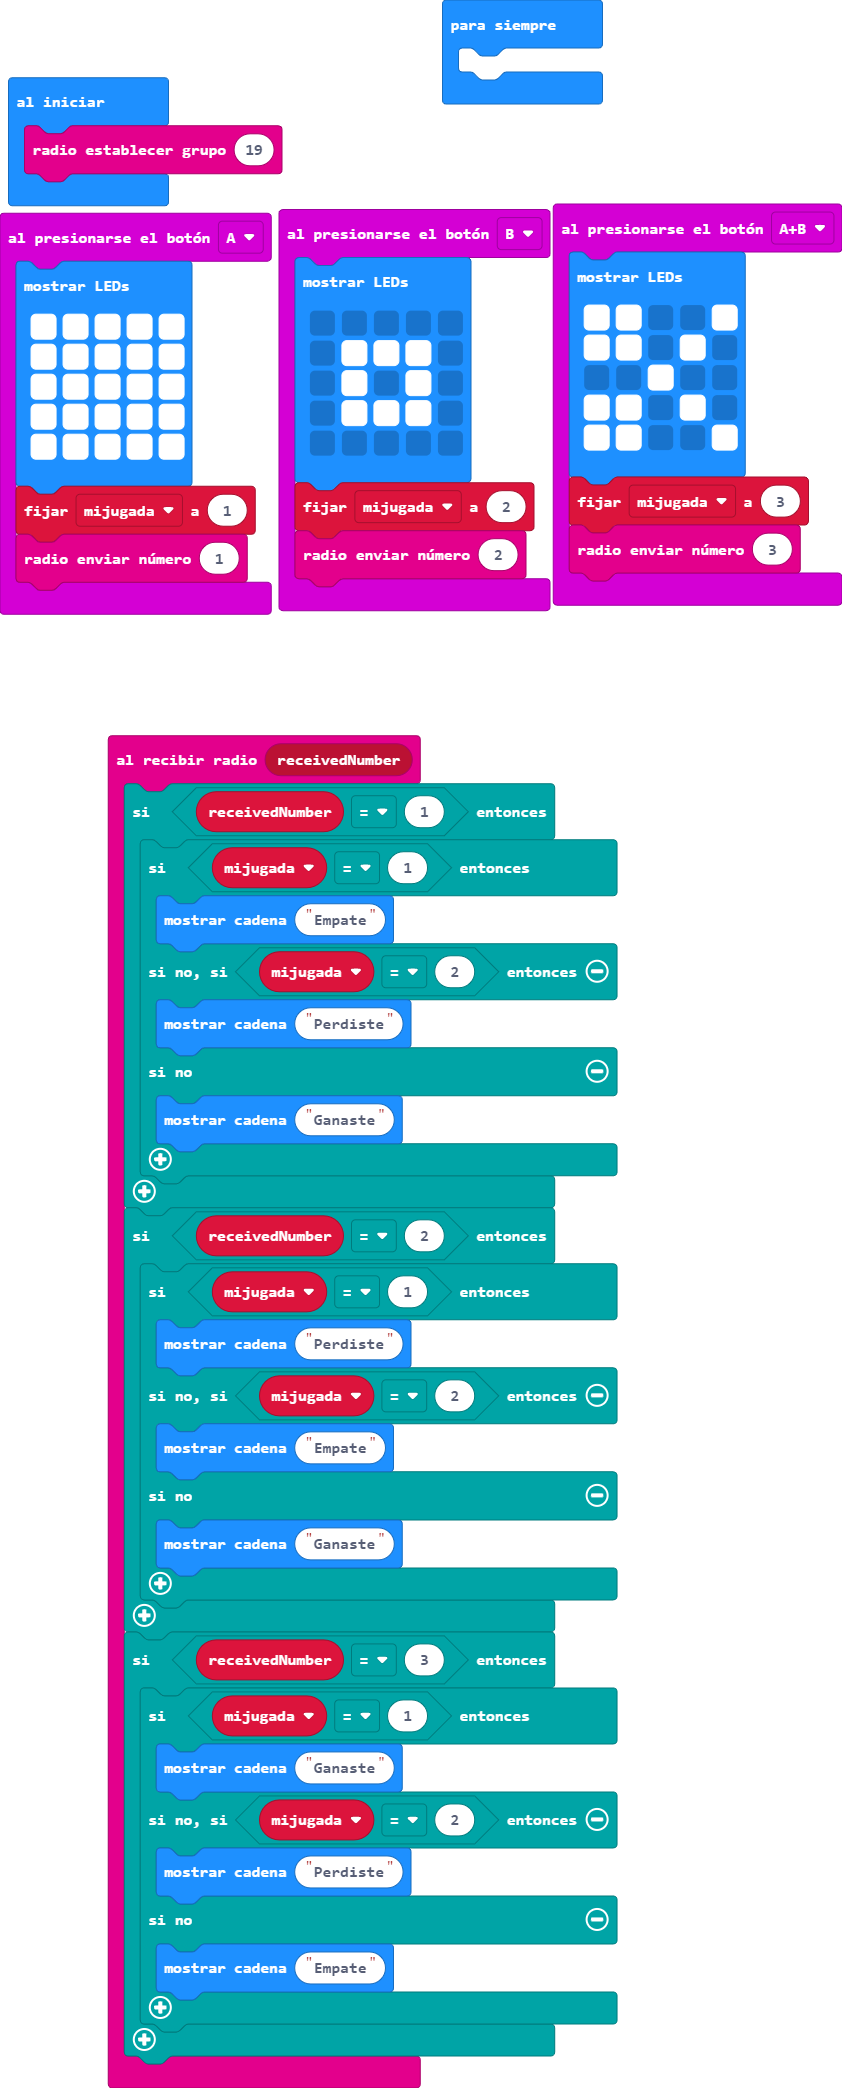 para siempre
al iniciar
radio establecer grupo 19
al presionarse el botón A
mostrar LEDs
fijar mijugada a 1
radio enviar número 1
al presionarse el botón B
mostrar LEDs
fijar mijugada a 2
radio enviar número 2
al presionarse el botón A+B
mostrar LEDs
fijar mijugada a 3
radio enviar número 3
al recibir radio receivedNumber
si receivedNumber = 1 entonces
si mijugada = 1 entonces
mostrar cadena "Empate"
si no, si mijugada = 2 entonces
mostrar cadena "Perdiste"
si no
mostrar cadena "Ganaste"
si receivedNumber = 2 entonces
si mijugada = 1 entonces
mostrar cadena "Perdiste"
si no, si mijugada = 2 entonces
mostrar cadena "Empate"
si no
mostrar cadena "Ganaste"
si receivedNumber = 3 entonces
si mijugada = 1 entonces
mostrar cadena "Ganaste"
si no, si mijugada = 2 entonces
mostrar cadena "Perdiste"
si no
mostrar cadena "Empate"